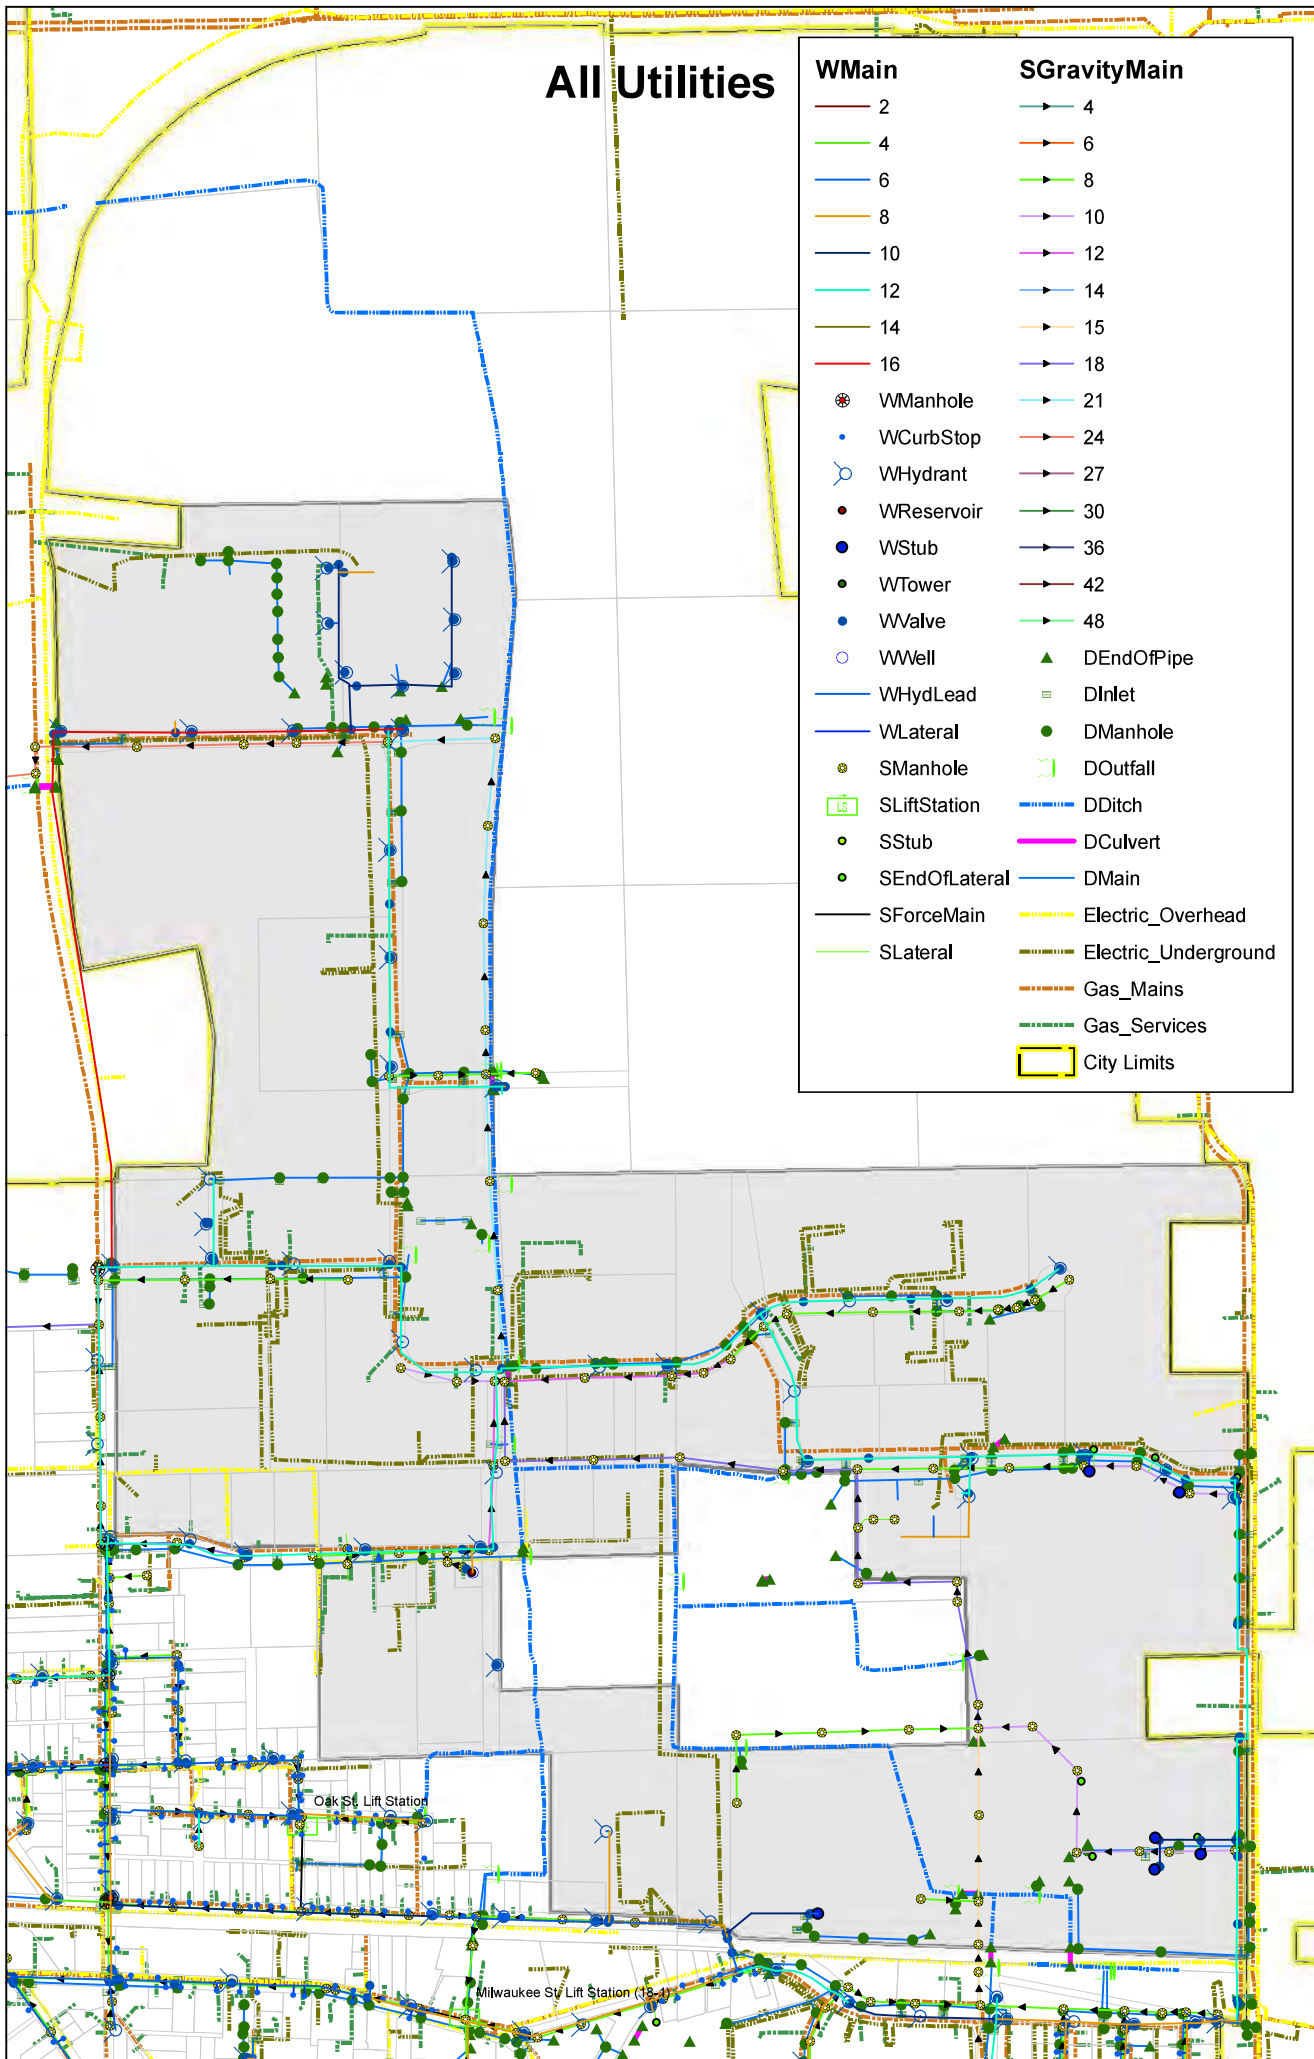 All Utilities
WMain
2
4
6
8
10
12
14
16
WManhole
WCurbStop
WHydrant
WReservoir
WStub
WTower
WValve
WWell
WHydLead
WLateral
SManhole
LS
SLiftStation
SStub
SEndOfLateral
SForceMain
SLateral
SGravityMain
4
6
8
10
12
14
15
18
21
24
27
30
36
42
48
DEndOfPipe
DInlet
DManhole
DOutfall
DDitch
DCulvert
DMain
Electric_Overhead
Electric_Underground
Gas_Mains
Gas_Services
City Limits
Oak St. Lift Station
Milwaukee St. Lift Station (18-1)